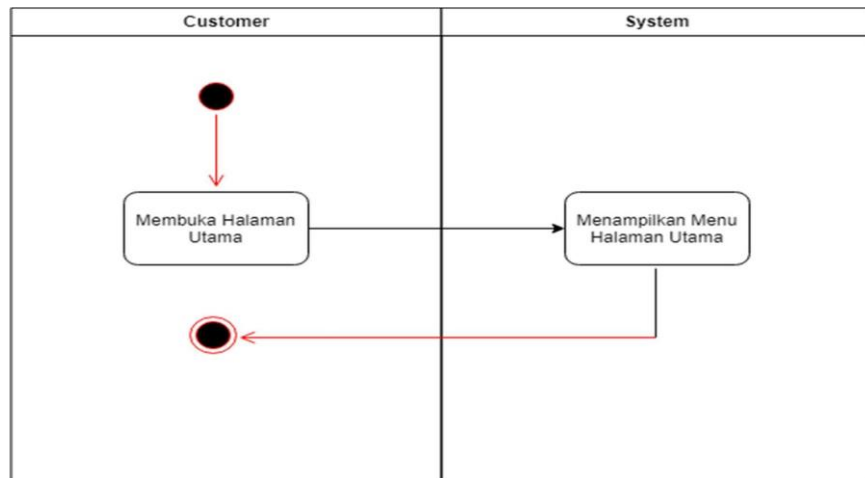 Customer
System
Membuka Halaman
Utama
Menampilkan Menu
Halaman Utama